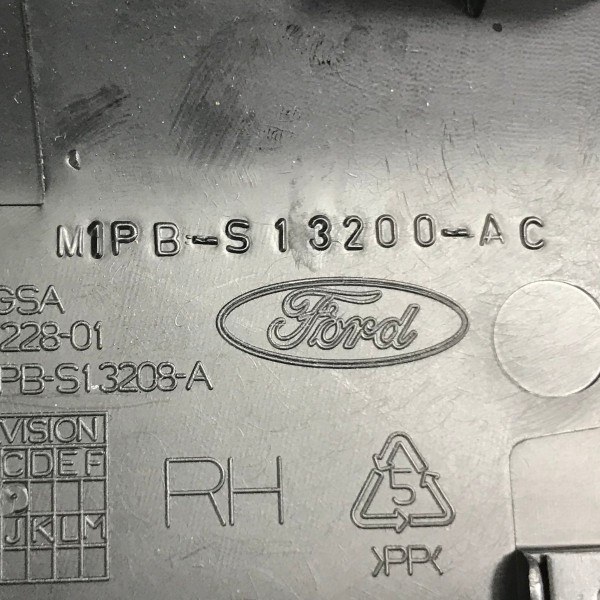 M1PB-S13200-AC
GSA
228-01
PB-S13208-A
Ford
VISION
CDEF
JKLM
RH
5
>PP<